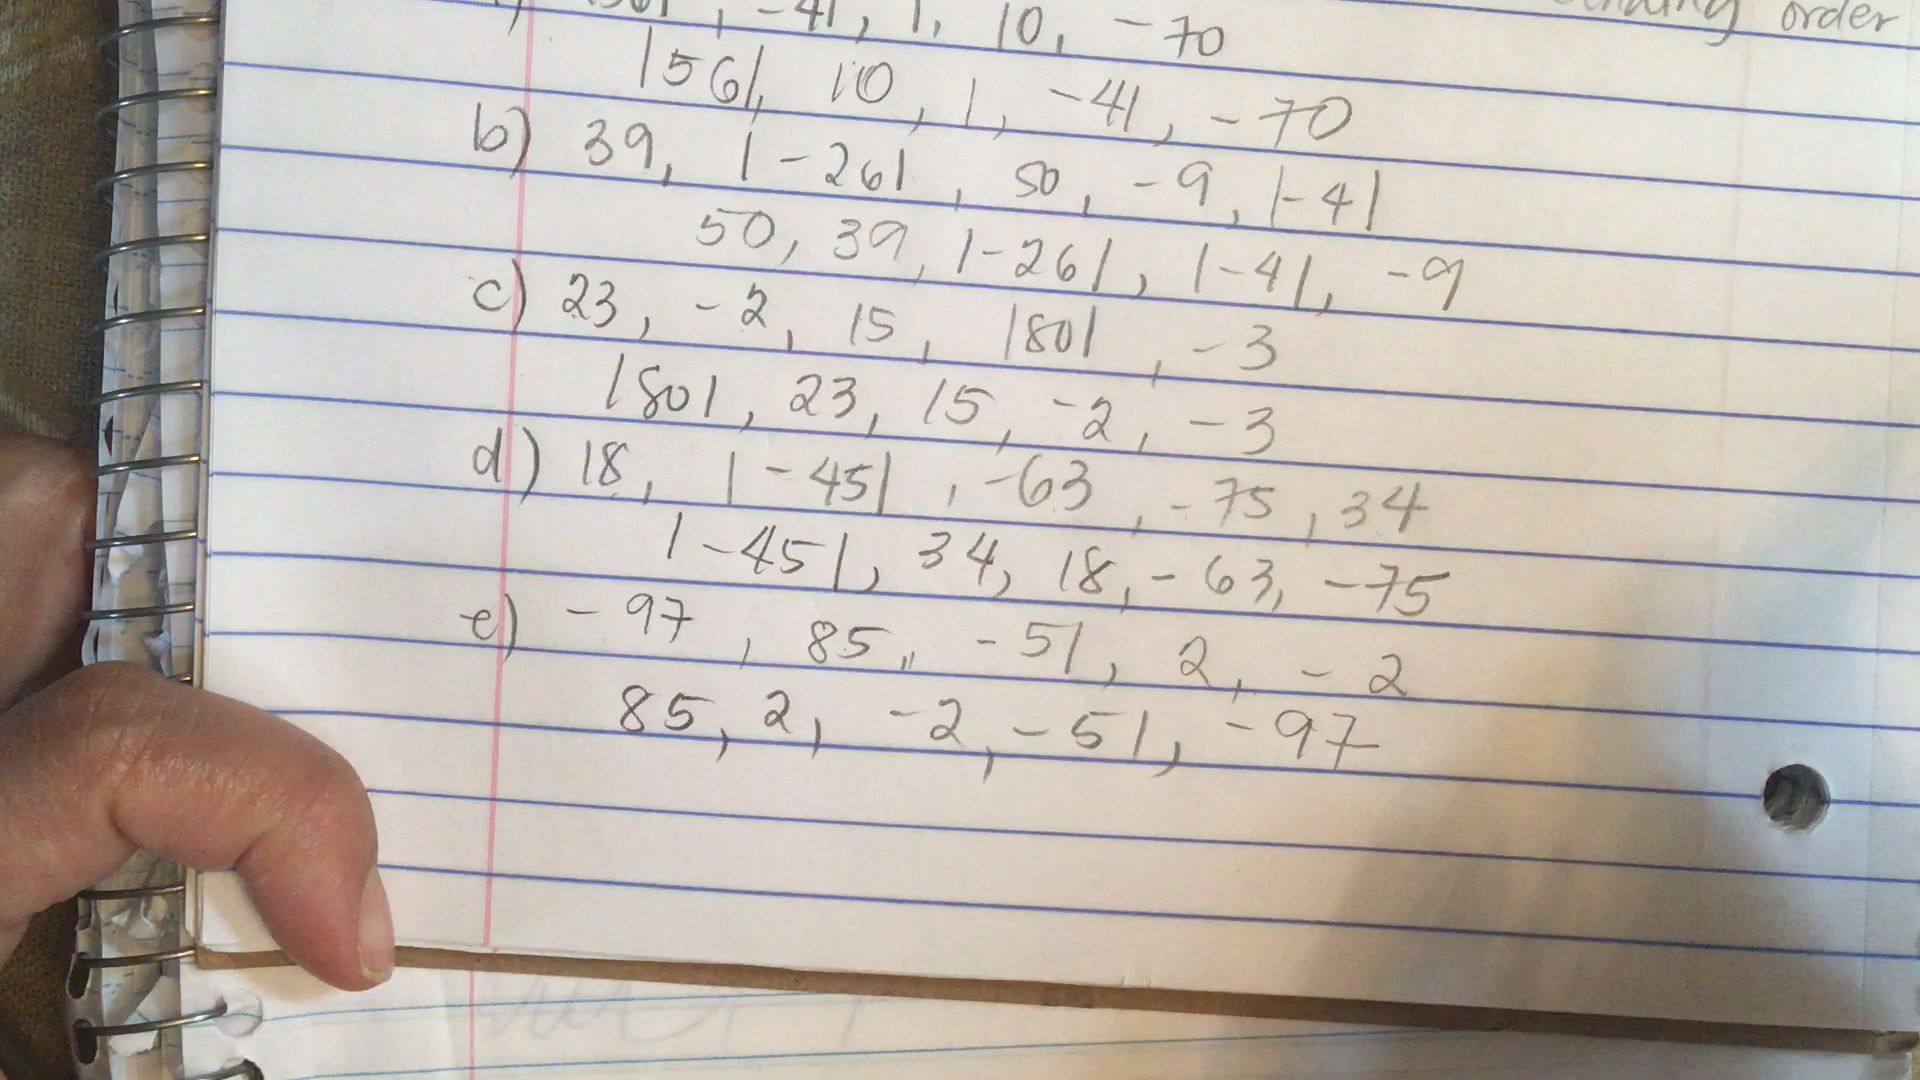 , -41, 1, 10, -70 order
|56|, 10, 1, -41, -70
b) 39, |-26|, 50, -9, |-4|
50, 39, |-26|, |-4|, -9
c) 23, -2, 15, |80|, -3
|80|, 23, 15, -2, -3
d) 18, |-45|, -63, -75, 34
|-45|, 34, 18, -63, -75
e) -97, 85, -51, 2, -2
85, 2, -2, -51, -97